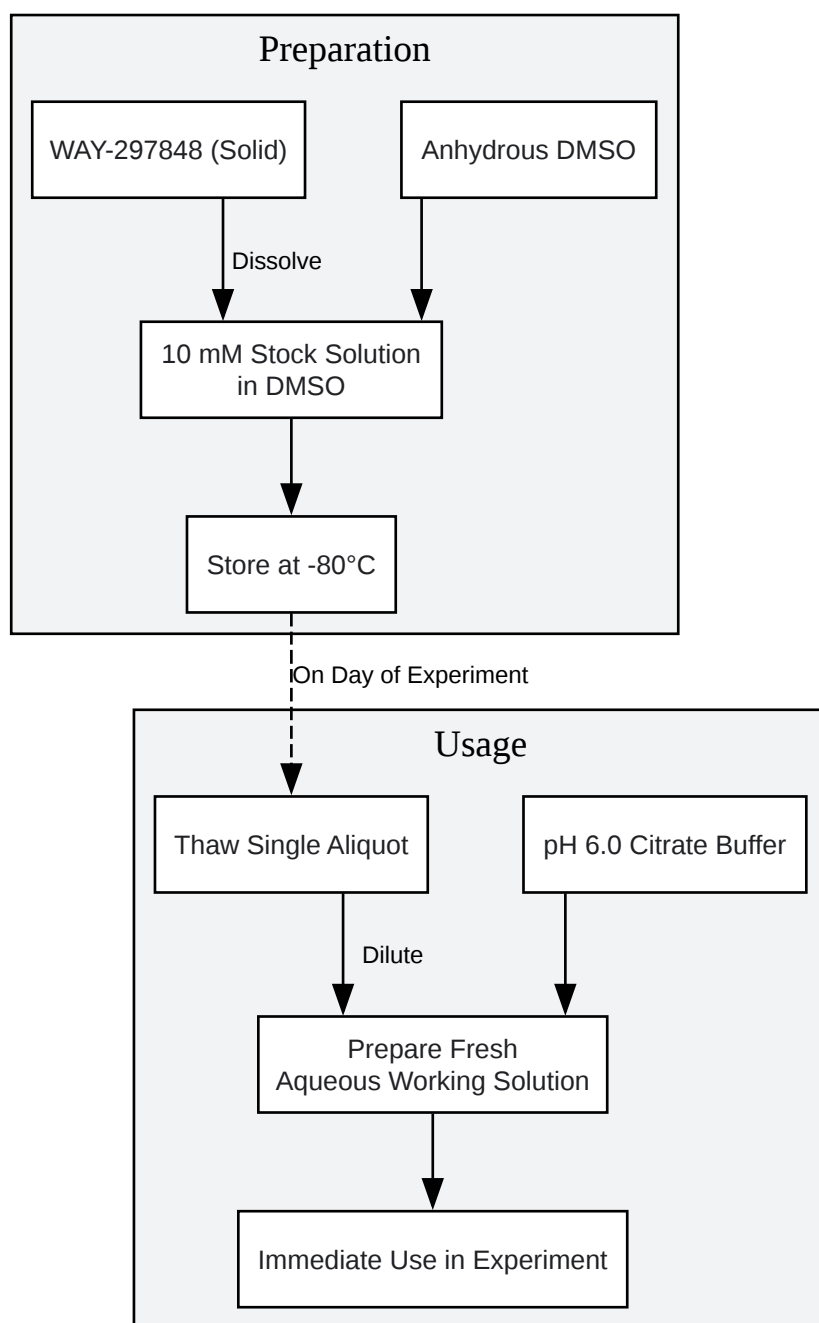 Preparation
WAY-297848 (Solid)
Anhydrous DMSO
Dissolve
10 mM Stock Solution
in DMSO
Store at -80°C
On Day of Experiment
Usage
Thaw Single Aliquot
pH 6.0 Citrate Buffer
Dilute
Prepare Fresh
Aqueous Working Solution
Immediate Use in Experiment